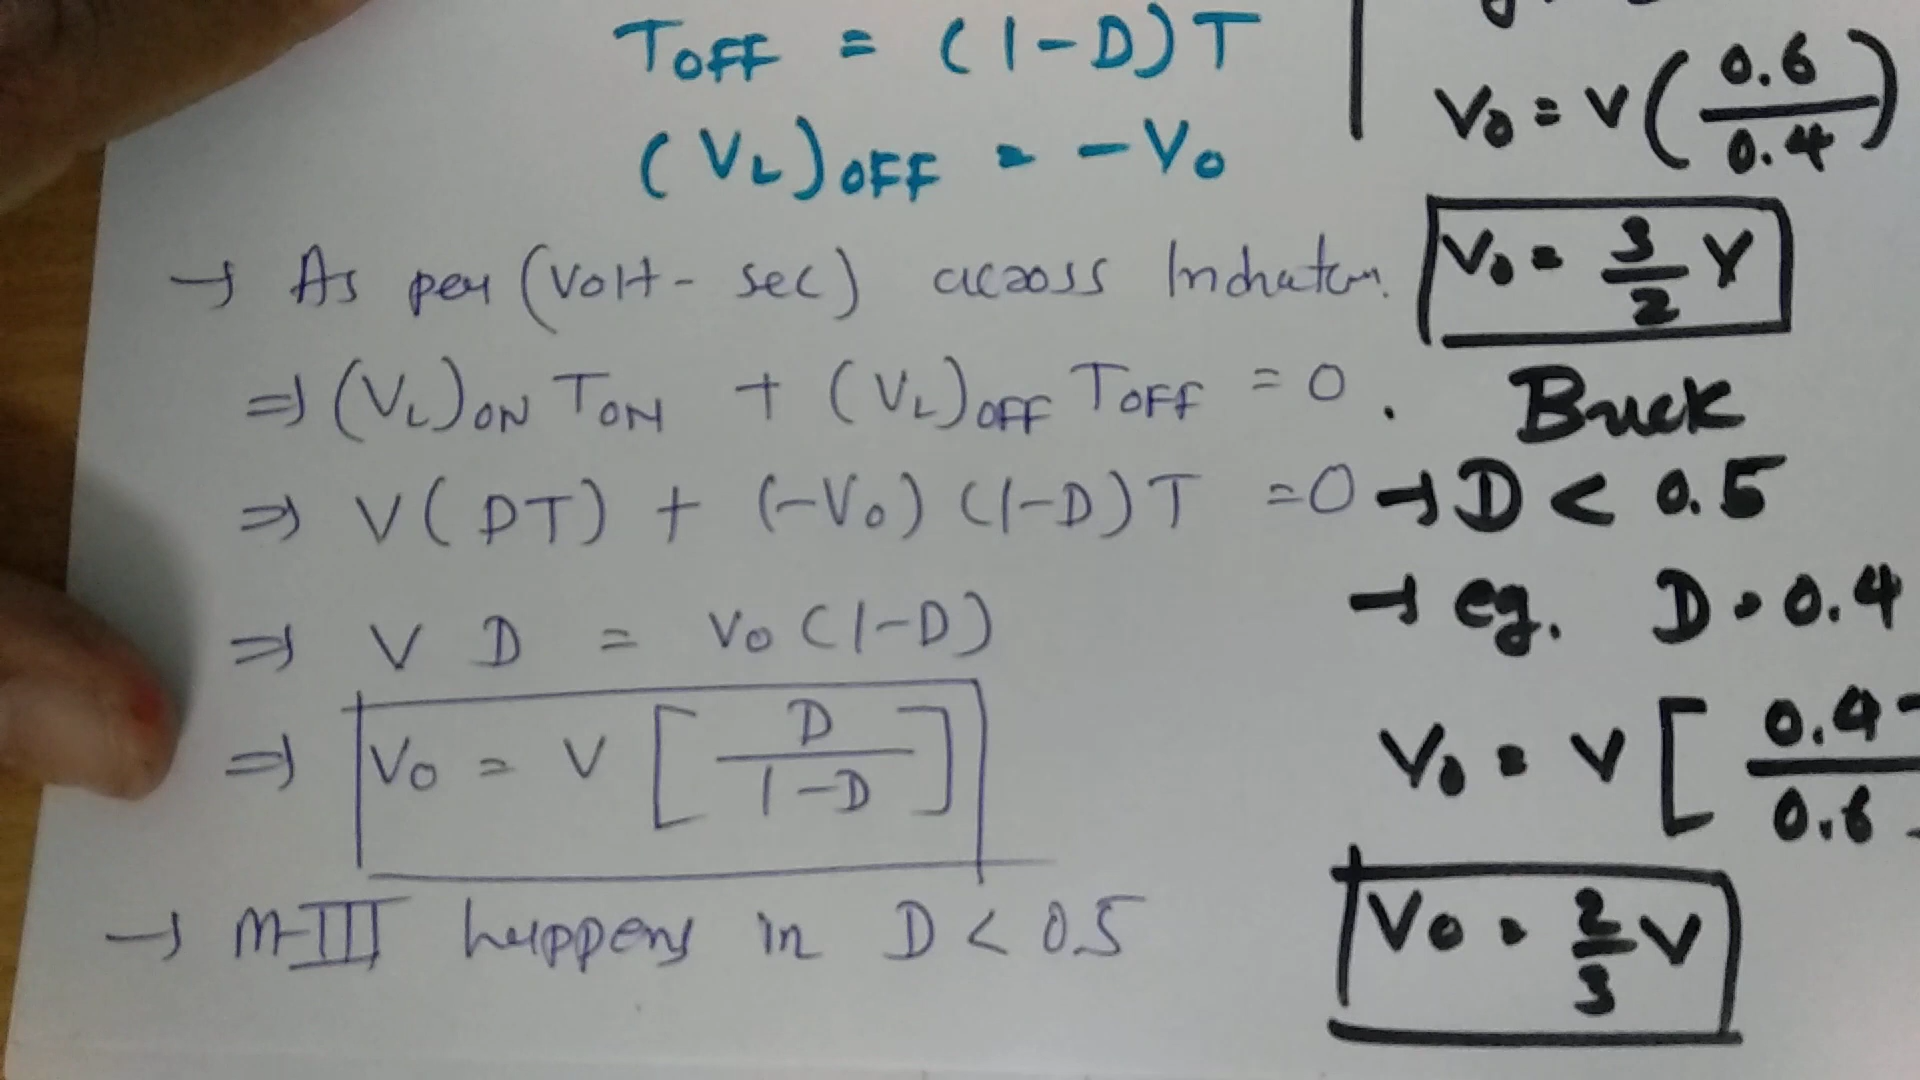 TOFF = (1-D)T
(VL)OFF = -Vo
→ As per (Volt-sec) across Inductor.
⇒ (VL)ON TON + (VL)OFF TOFF = 0.
⇒ V(DT) + (-Vo)(1-D)T = 0
⇒ V D = Vo(1-D)
⇒ Vo = V [D/(1-D)]
→ M-III happens in D < 0.5
Vo = V(0.6/0.4)
Vo = 3/2 V
Buck
→ D < 0.5
→ eg. D = 0.4
Vo = V[0.4/0.6
Vo = 2/3 V